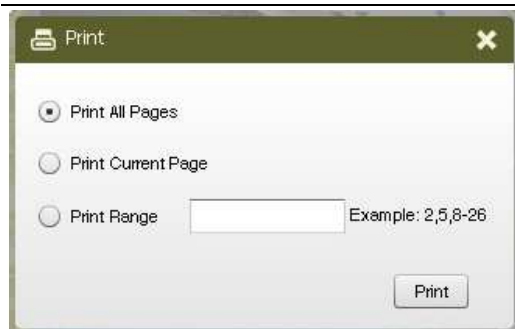 Print
Print All Pages
Print Current Page
Print Range Example: 2,5,8-26
Print